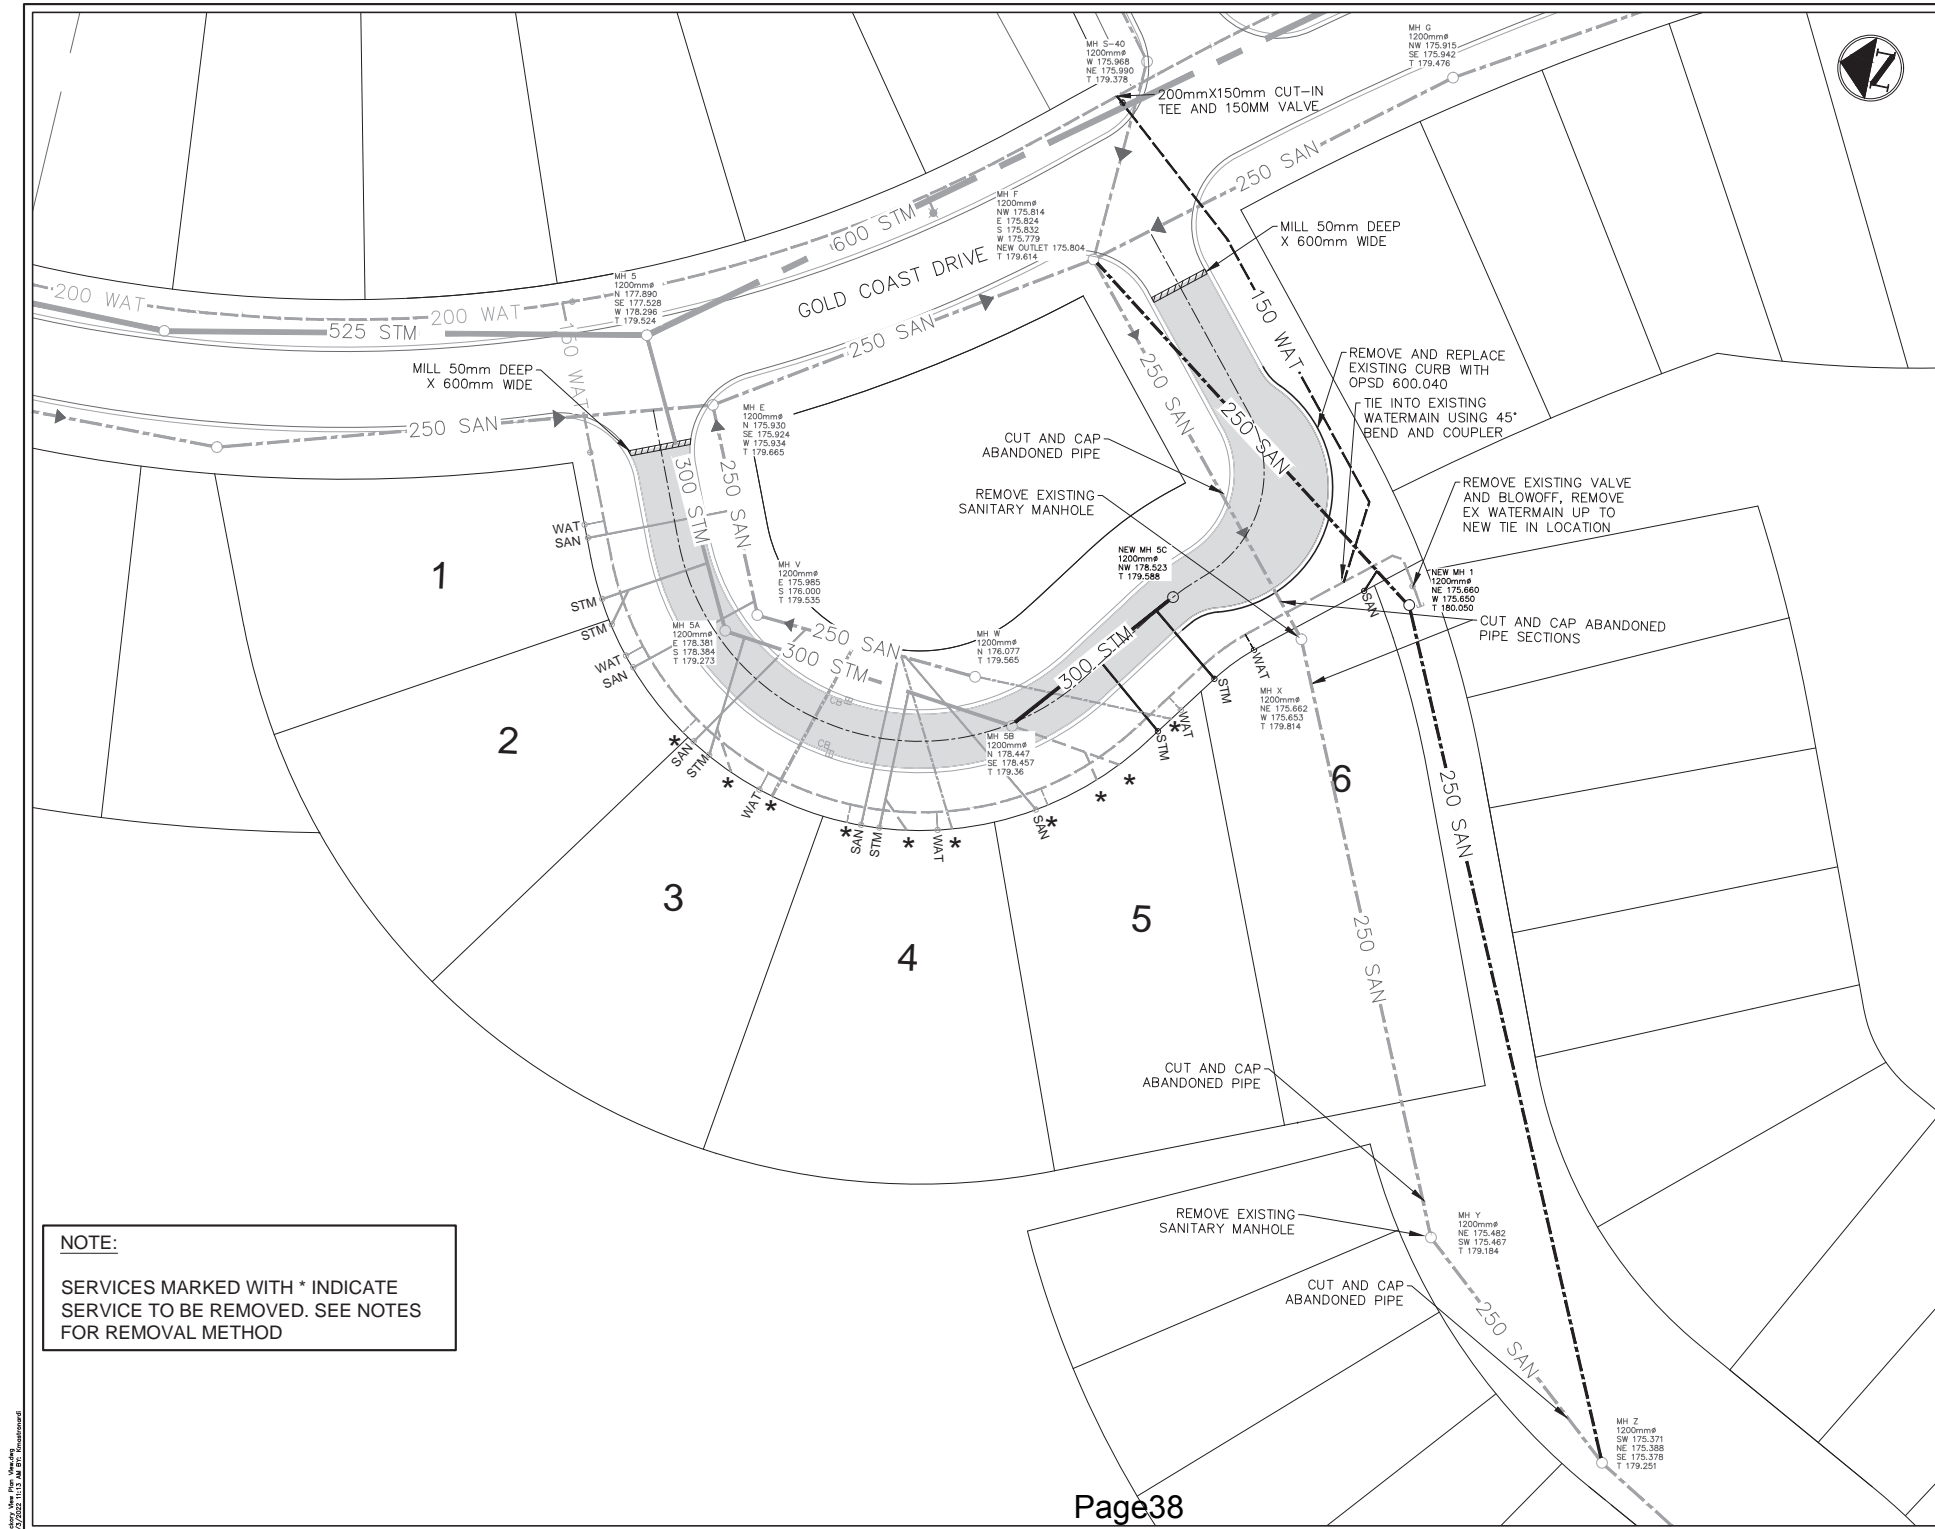 MH S-40
1200mmø
W 175.968
NE 175.990
T 179.378
MH G
1200mmø
NW 175.915
SE 175.942
T 179.476
N
200mmX150mm CUT-IN
TEE AND 150MM VALVE
250 SAN
MH F
1200mmø
NW 175.814
E 175.824
S 175.832
W 175.779
NEW OUTLET 175.804
T 179.614
600 STM
MILL 50mm DEEP
X 600mm WIDE
GOLD COAST DRIVE
MH 5
1200mmø
N 177.890
SE 177.528
W 178.296
T 179.524
200 WAT
200 WAT
525 STM
150 WAT
250 SAN
150 WAT
MILL 50mm DEEP
X 600mm WIDE
REMOVE AND REPLACE
EXISTING CURB WITH
OPSD 600.040
250 SAN
250 SAN
TIE INTO EXISTING
WATERMAIN USING 45°
BEND AND COUPLER
250 SAN
MH E
1200mmø
N 175.930
SE 175.924
W 175.934
T 179.665
CUT AND CAP
ABANDONED PIPE
300 STM
250 SAN
REMOVE EXISTING
SANITARY MANHOLE
REMOVE EXISTING VALVE
AND BLOWOFF, REMOVE
EX WATERMAIN UP TO
NEW TIE IN LOCATION
WAT
SAN
1
NEW MH 5C
1200mmø
NW 178.523
T 179.588
MH V
1200mmø
E 175.985
S 176.000
T 179.535
NEW MH 1
1200mmø
NE 175.660
W 175.650
T 180.050
SAN
STM
STM
MH 5A
1200mmø
E 178.381
S 178.384
T 179.273
250 SAN
300 STM
MH W
1200mmø
N 176.077
T 179.565
300 STM
CUT AND CAP ABANDONED
PIPE SECTIONS
WAT
SAN
WAT
STM
MH X
1200mmø
NE 175.662
W 175.653
T 179.814
CB
CB
2
*
SAN
STM
*
WAT
*
MH 5B
1200mmø
N 178.447
SE 178.457
T 179.36
WAT
*
STM
*
*
6
250 SAN
*
SAN
STM
*
WAT
*
SAN
*
3
4
5
250 SAN
CUT AND CAP
ABANDONED PIPE
REMOVE EXISTING
SANITARY MANHOLE
MH Y
1200mmø
NE 175.482
SW 175.467
T 179.184
CUT AND CAP
ABANDONED PIPE
250 SAN
MH Z
1200mmø
SW 175.371
NE 175.388
SE 175.378
T 179.251
NOTE:
SERVICES MARKED WITH * INDICATE
SERVICE TO BE REMOVED. SEE NOTES
FOR REMOVAL METHOD
Page38